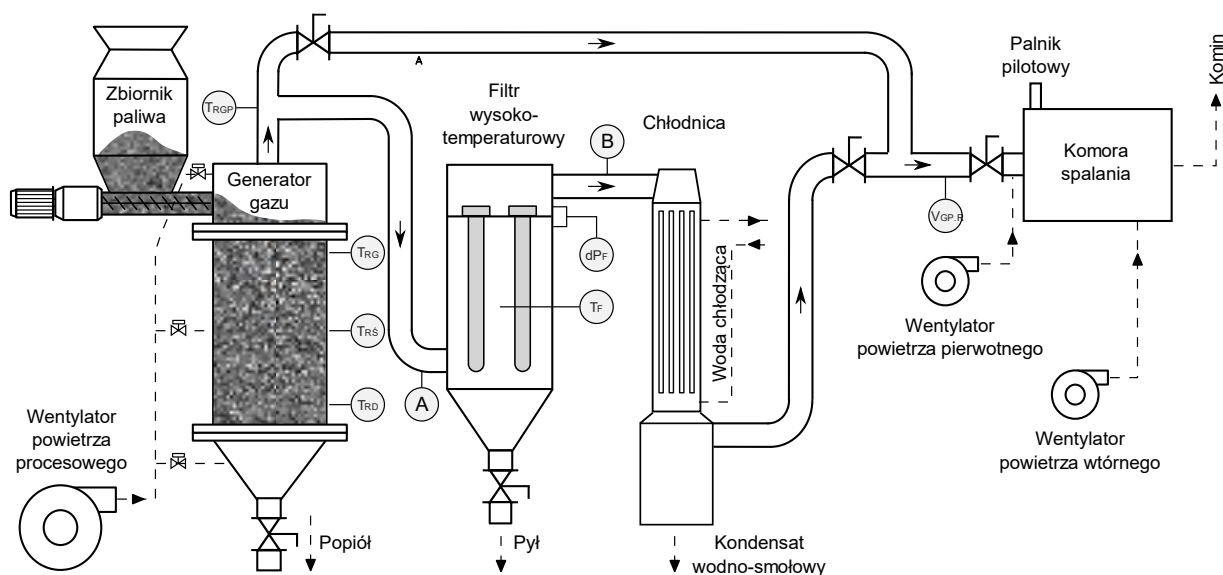 Zbiornik
paliwa
TRGP
Generator
gazu
TRG
TRŚ
TRD
Wentylator
powietrza
procesowego
Popiół
A
A
Filtr
wysoko-
temperaturowy
B
dPF
TF
Pył
Chłodnica
Woda chłodząca
Kondensat
wodno-smołowy
VGP.R
Palnik
pilotowy
Komora
spalania
Komin
Wentylator
powietrza pierwotnego
Wentylator
powietrza wtórnego